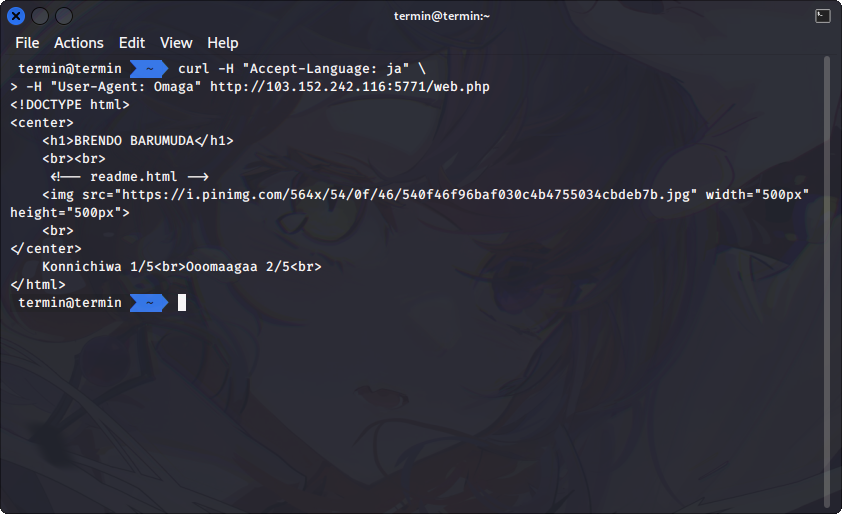 termin@termin:~
File Actions Edit View Help
termin@termin ~ curl -H "Accept-Language: ja" \
> -H "User-Agent: Omaga" http://103.152.242.116:5771/web.php
<!DOCTYPE html>
<center>
    <h1>BRENDO BARUMUDA</h1>
    <br><br>
     <!-- readme.html -->
    <img src="https://i.pinimg.com/564x/54/0f/46/540f46f96baf030c4b4755034cbdeb7b.jpg" width="500px"
height="500px">
    <br>
</center>
    Konnichiwa 1/5<br>Ooomaagaa 2/5<br>
</html>
termin@termin ~